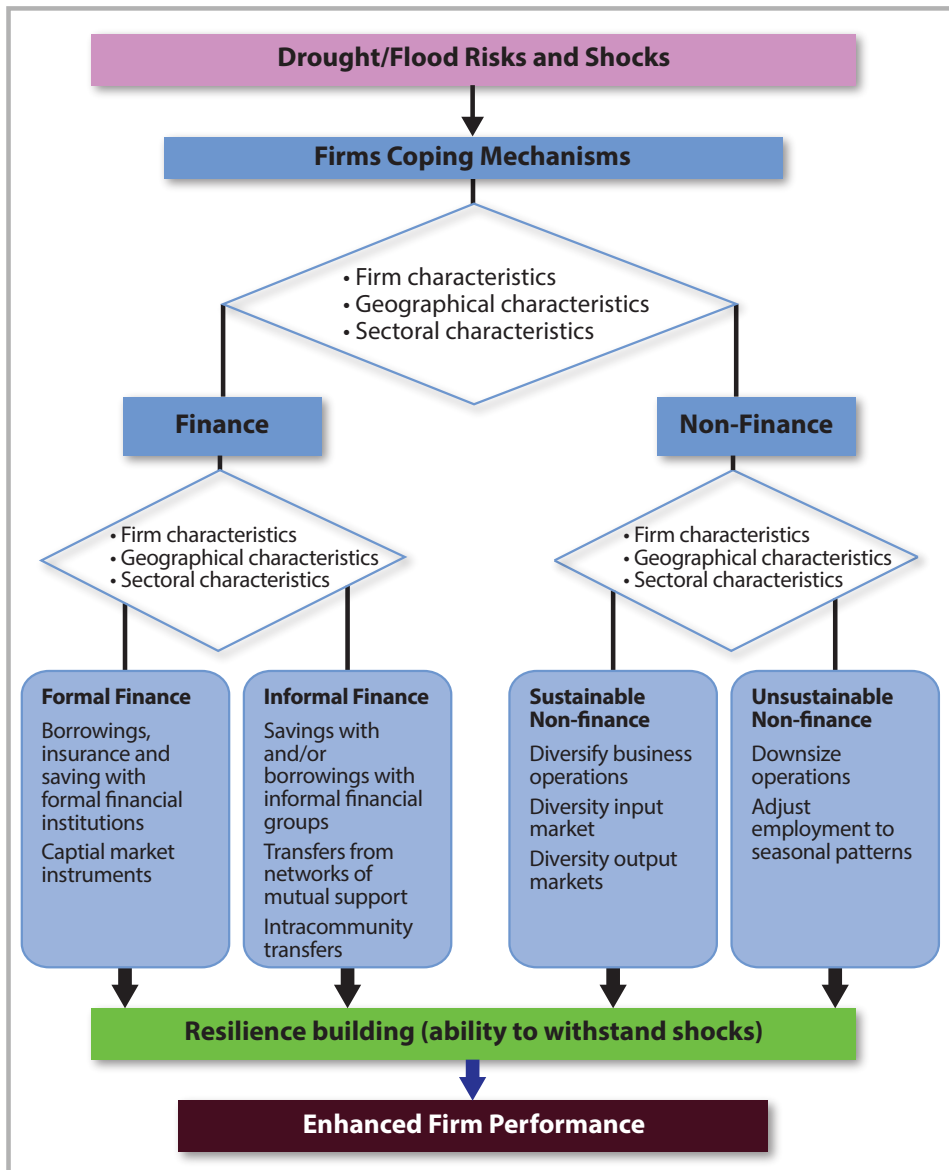 Drought/Flood Risks and Shocks
Firms Coping Mechanisms
• Firm characteristics
• Geographical characteristics
• Sectoral characteristics
Finance
Non-Finance
• Firm characteristics
• Geographical characteristics
• Sectoral characteristics
• Firm characteristics
• Geographical characteristics
• Sectoral characteristics
Formal Finance
Borrowings,
insurance and
saving with
formal financial
institutions
Captial market
instruments
Informal Finance
Savings with
and/or
borrowings with
informal financial
groups
Transfers from
networks of
mutual support
Intracommunity
transfers
Sustainable
Non-finance
Diversify business
operations
Diversity input
market
Diversity output
markets
Unsustainable
Non-finance
Downsize
operations
Adjust
employment to
seasonal patterns
Resilience building (ability to withstand shocks)
Enhanced Firm Performance